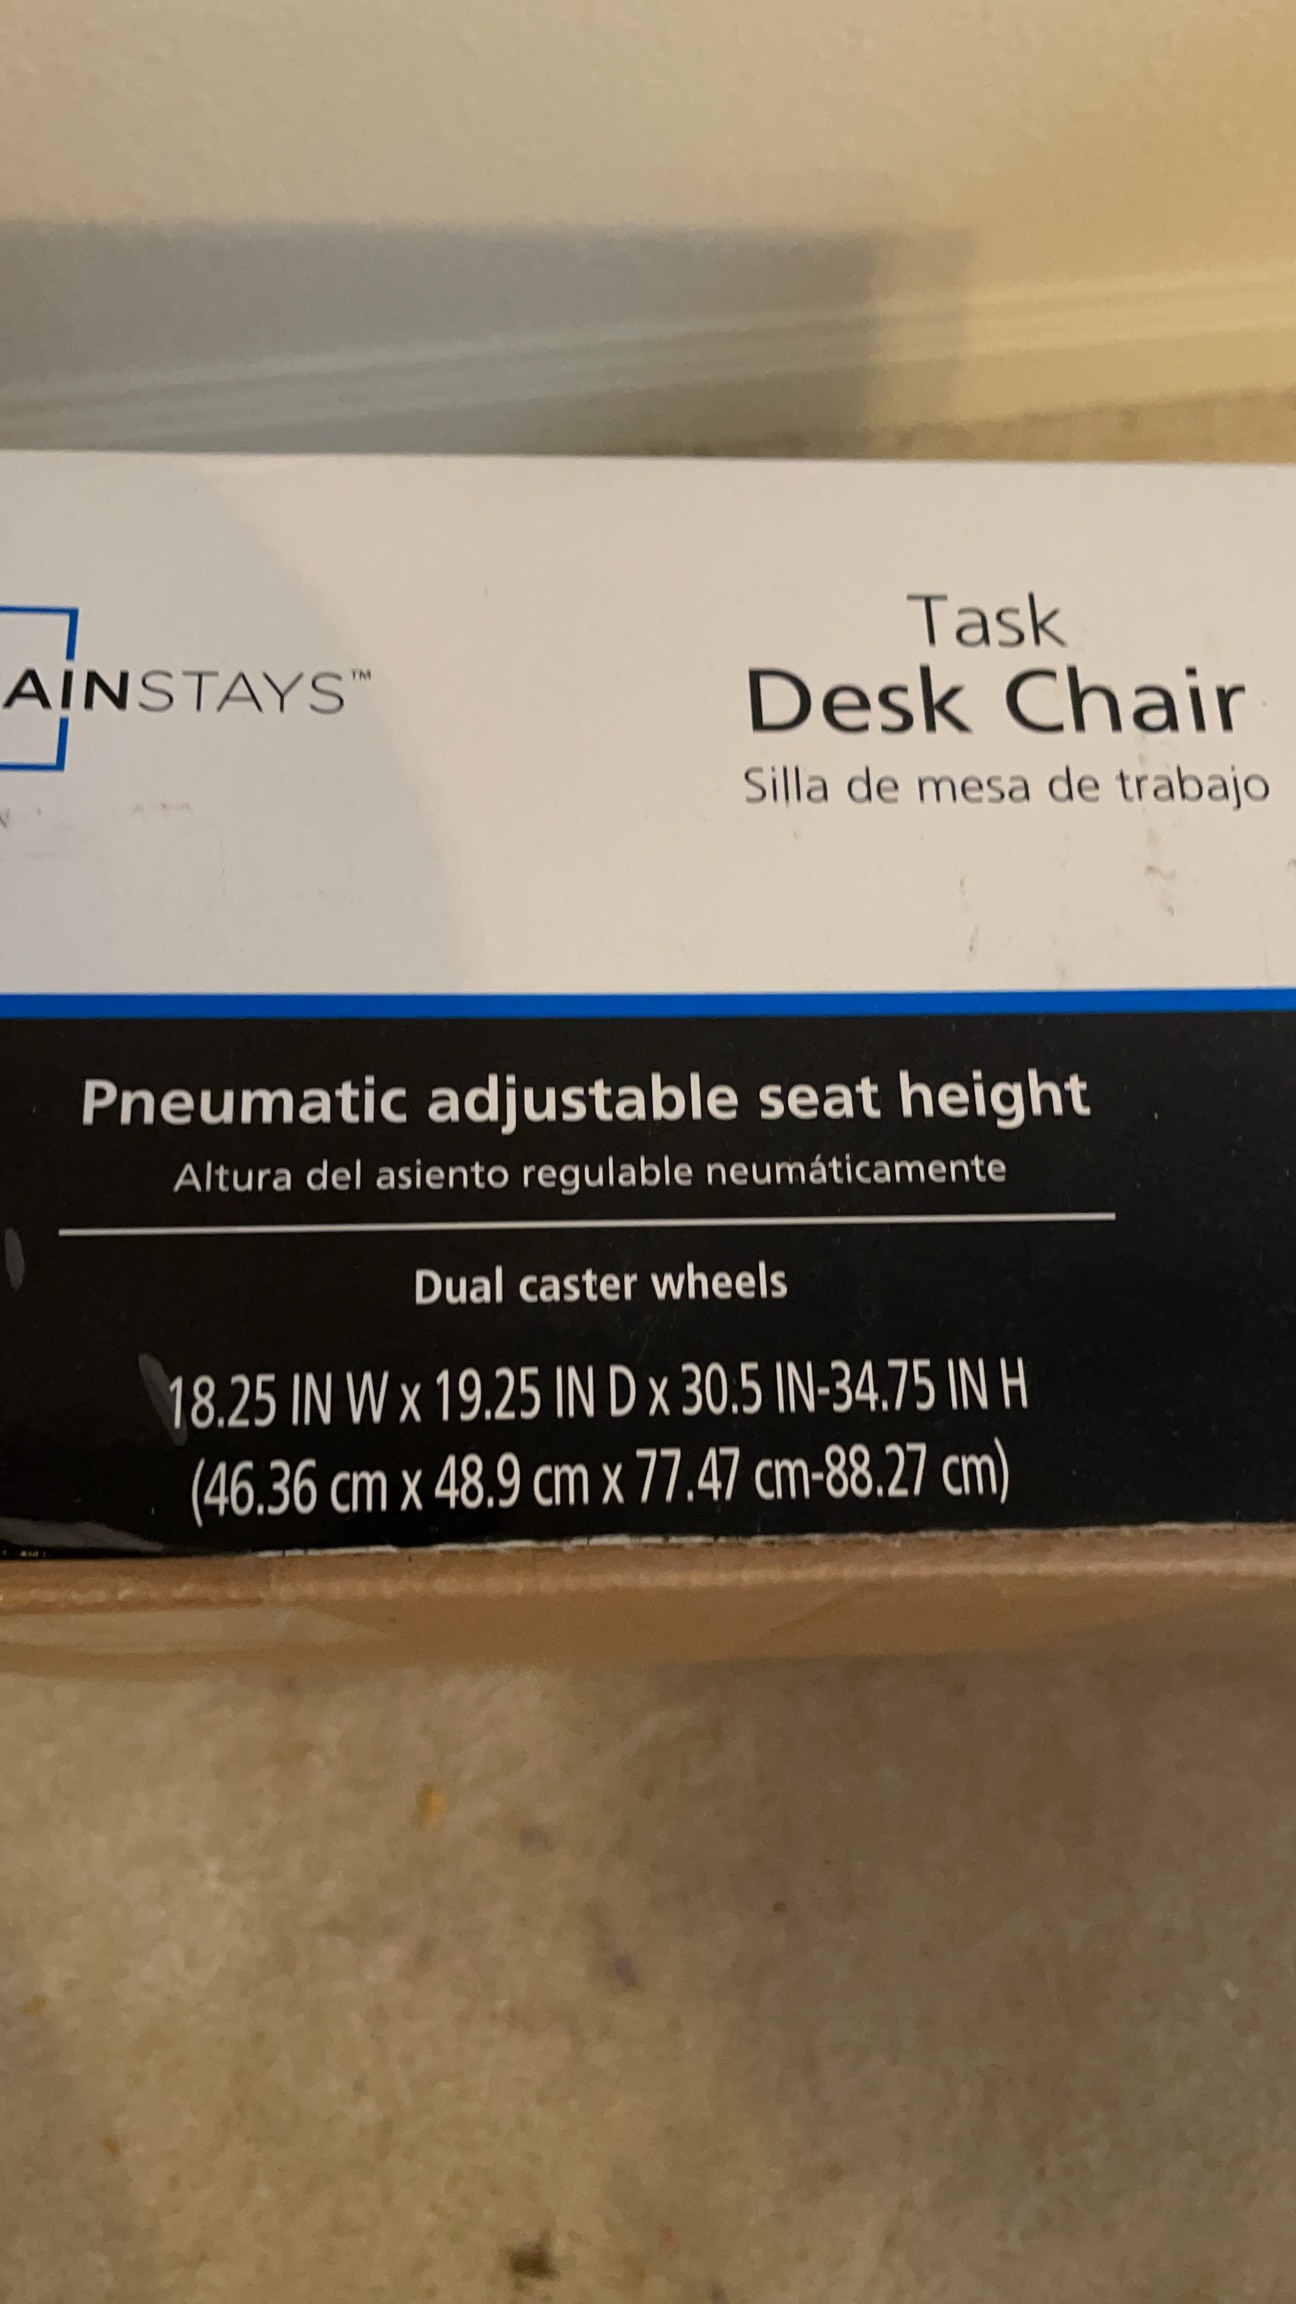 AINSTAYS™
Task
Desk Chair
Silla de mesa de trabajo
Pneumatic adjustable seat height
Altura del asiento regulable neumáticamente
Dual caster wheels
18.25 IN W x 19.25 IN D x 30.5 IN-34.75 IN H
(46.36 cm x 48.9 cm x 77.47 cm-88.27 cm)